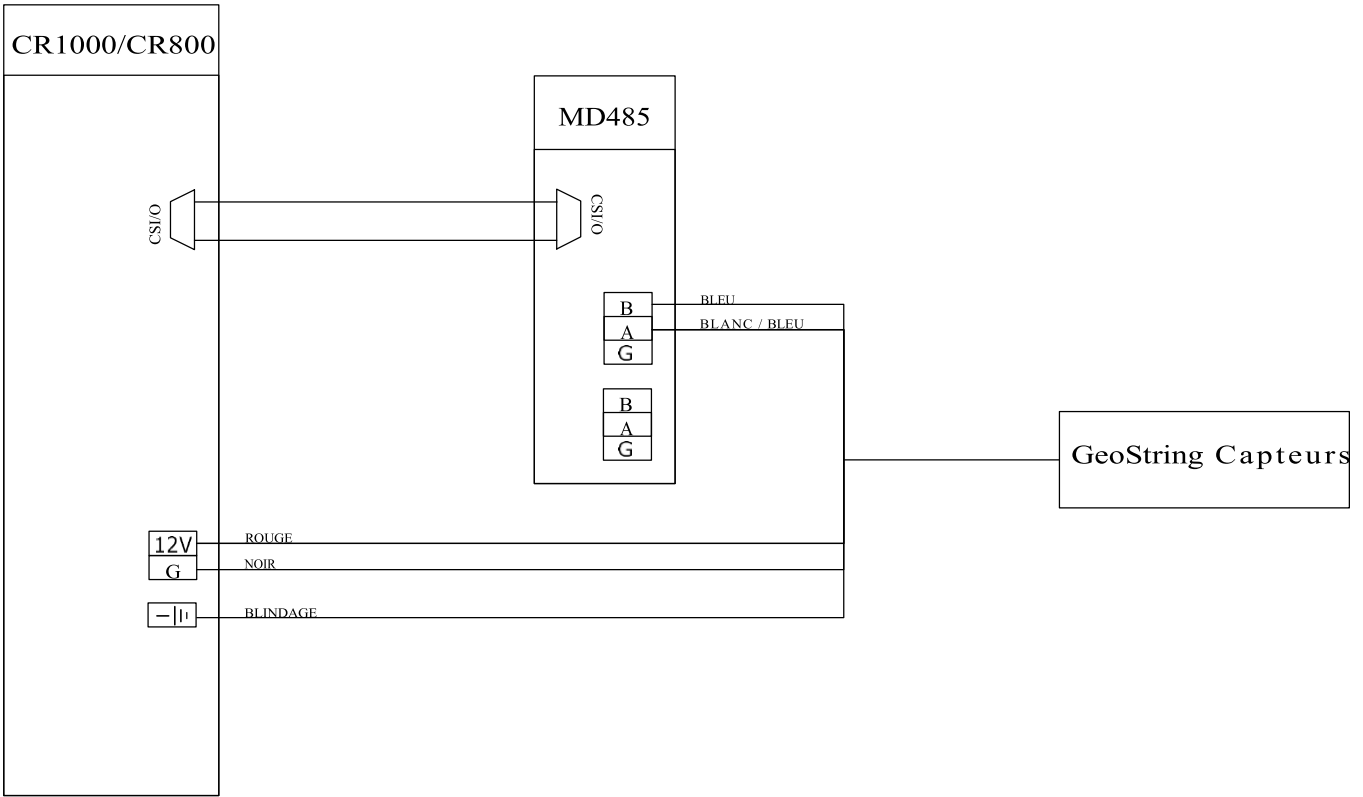 CR1000/CR800
MD485
CSI/O
CSI/O
B
BLEU
A
BLANC / BLEU
G
B
A
G
GeoString Capteurs
12V
ROUGE
G
NOIR
BLINDAGE